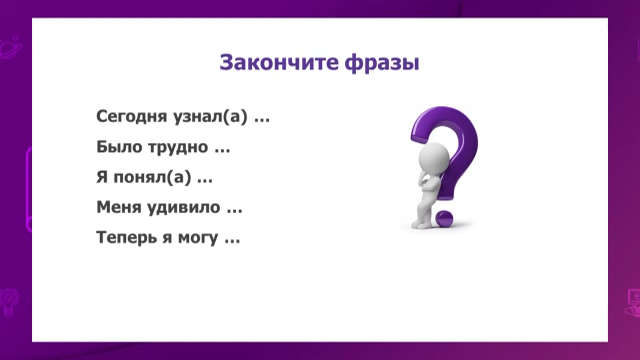 Закончите фразы
Сегодня узнал(а) ...
Было трудно ...
Я понял(а) ...
Меня удивило ...
Теперь я могу ...